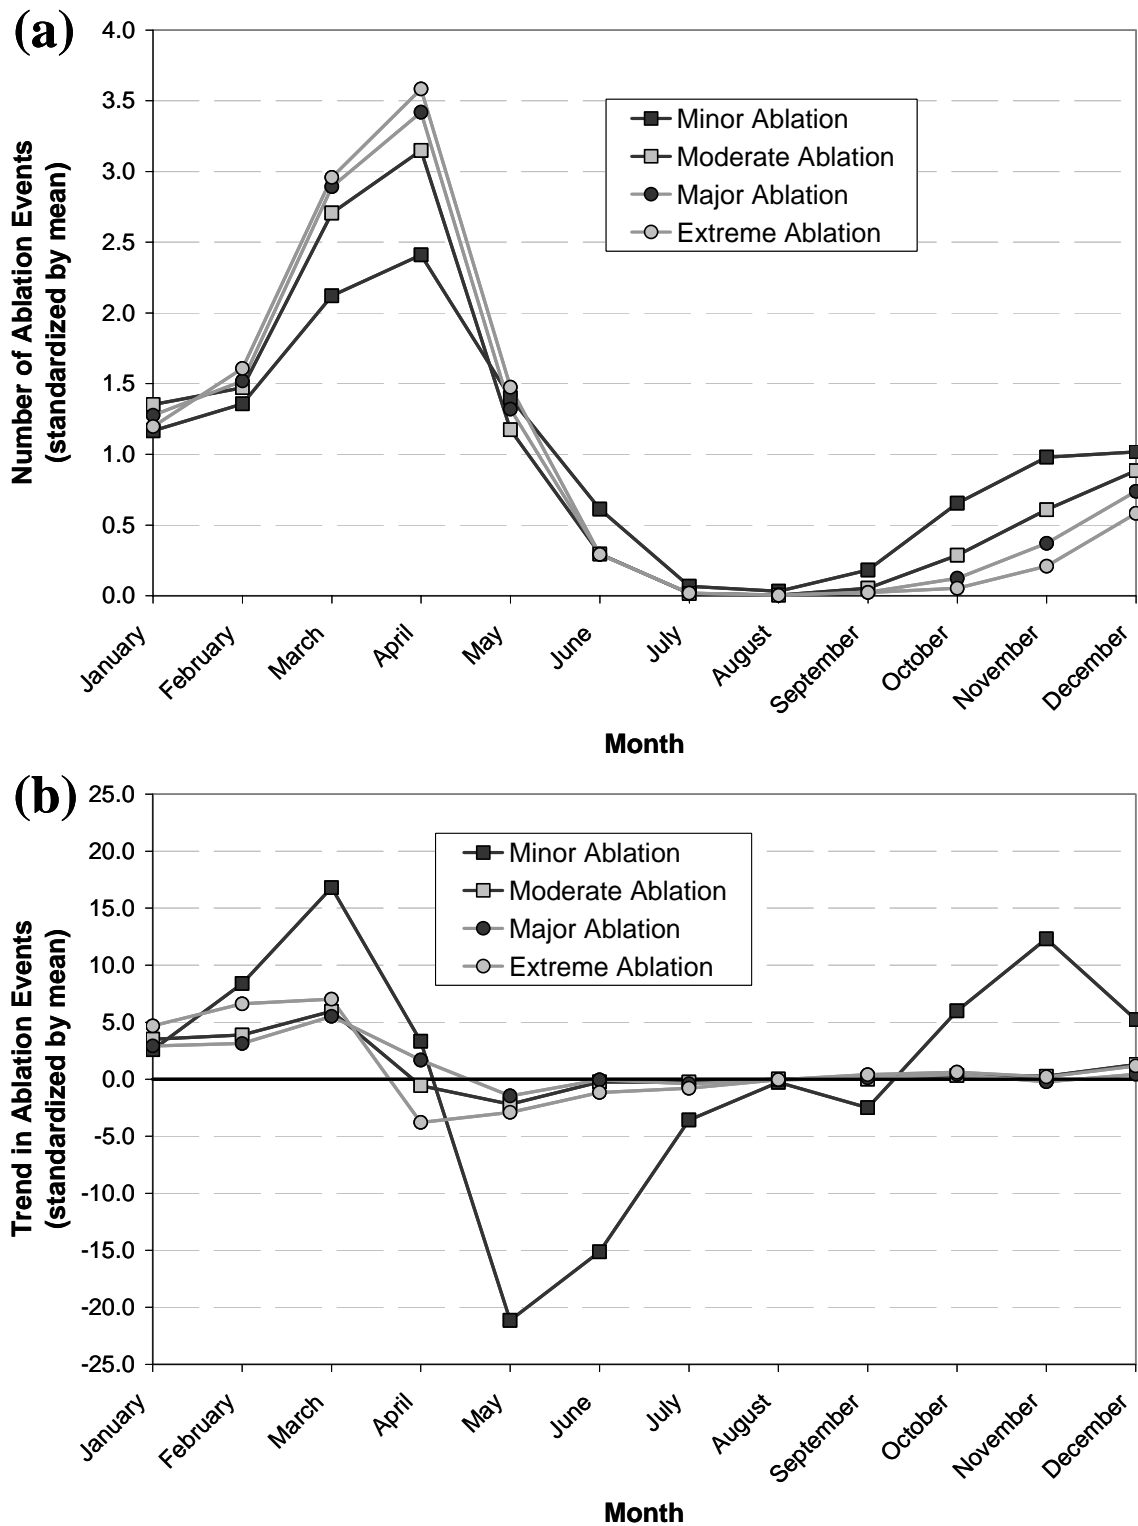 (a)
Number of Ablation Events
(standardized by mean)
4.0
3.5
3.0
2.5
2.0
1.5
1.0
0.5
0.0
Minor Ablation
Moderate Ablation
Major Ablation
Extreme Ablation
January
February
March
April
May
June
July
August
September
October
November
December
Month
(b)
Trend in Ablation Events
(standardized by mean)
25.0
20.0
15.0
10.0
5.0
0.0
-5.0
-10.0
-15.0
-20.0
-25.0
Minor Ablation
Moderate Ablation
Major Ablation
Extreme Ablation
January
February
March
April
May
June
July
August
September
October
November
December
Month